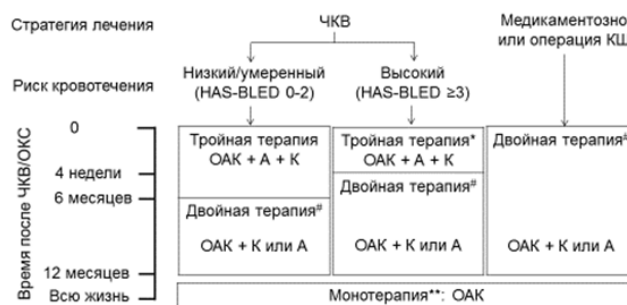 Стратегия лечения
ЧКВ
Медикаментозно
или операция КШ
Риск кровотечения
Низкий/умеренный
(HAS-BLED 0-2)
Высокий
(HAS-BLED ≥3)
Время после ЧКВ/ОКС
0
4 недели
6 месяцев
12 месяцев
Всю жизнь
Тройная терапия
ОАК + А + К
Двойная терапия#
ОАК + К или А
Тройная терапия*
ОАК + А + К
Двойная терапия#
ОАК + К или А
Двойная терапия#
ОАК + К или А
Монотерапия**: ОАК